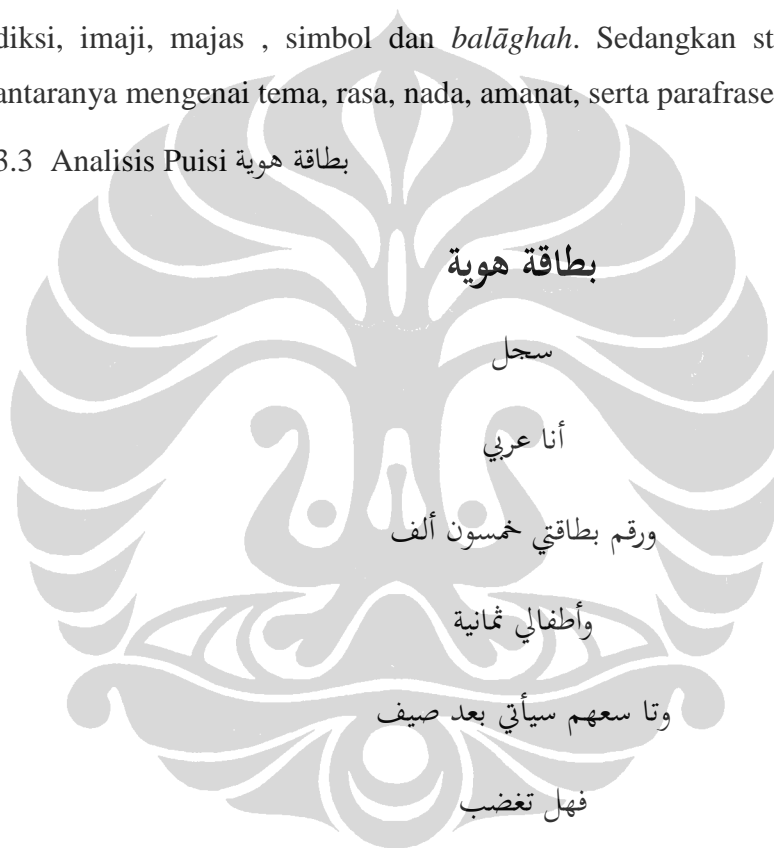 diksi, imaji, majas , simbol dan balāghah. Sedangkan st
antaranya mengenai tema, rasa, nada, amanat, serta parafrase
3.3 Analisis Puisi بطاقة هوية
بطاقة هوية
سجل
أنا عربي
ورقم بطاقتي خمسون ألف
وأطفالي ثمانية
وتا سعهم سيأتي بعد صيف
فهل تغضب